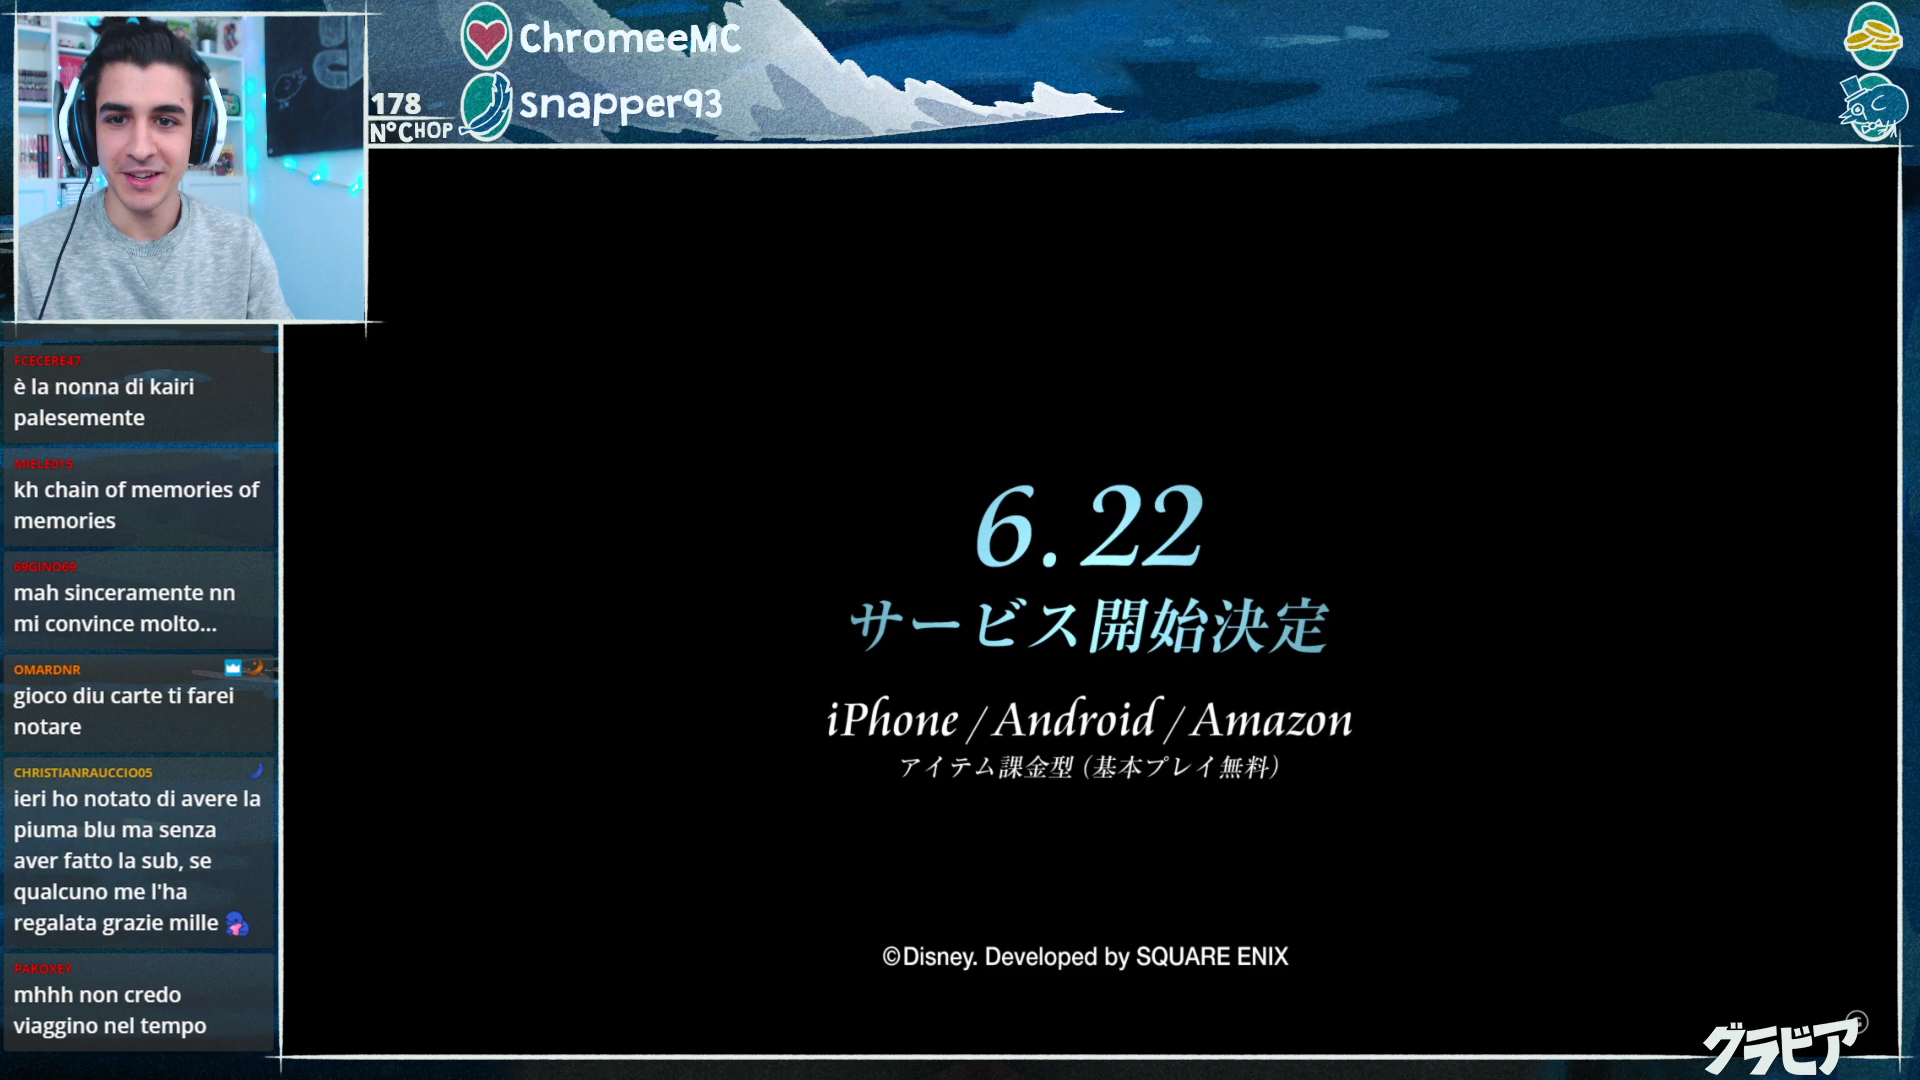 ChromeeMC
snapper93
178
N°CHOP
FCECERE47
è la nonna di kairi
palesemente
MIELE015
kh chain of memories of
memories
69GINO69
mah sinceramente nn
mi convince molto...
OMARDNR
gioco diu carte ti farei
notare
CHRISTIANRAUCCIO05
ieri ho notato di avere la
piuma blu ma senza
aver fatto la sub, se
qualcuno me l'ha
regalata grazie mille
PAKOXEY
mhhh non credo
viaggino nel tempo
6.22
サービス開始決定
iPhone / Android / Amazon
アイテム課金型（基本プレイ無料）
©Disney. Developed by SQUARE ENIX
グラビア